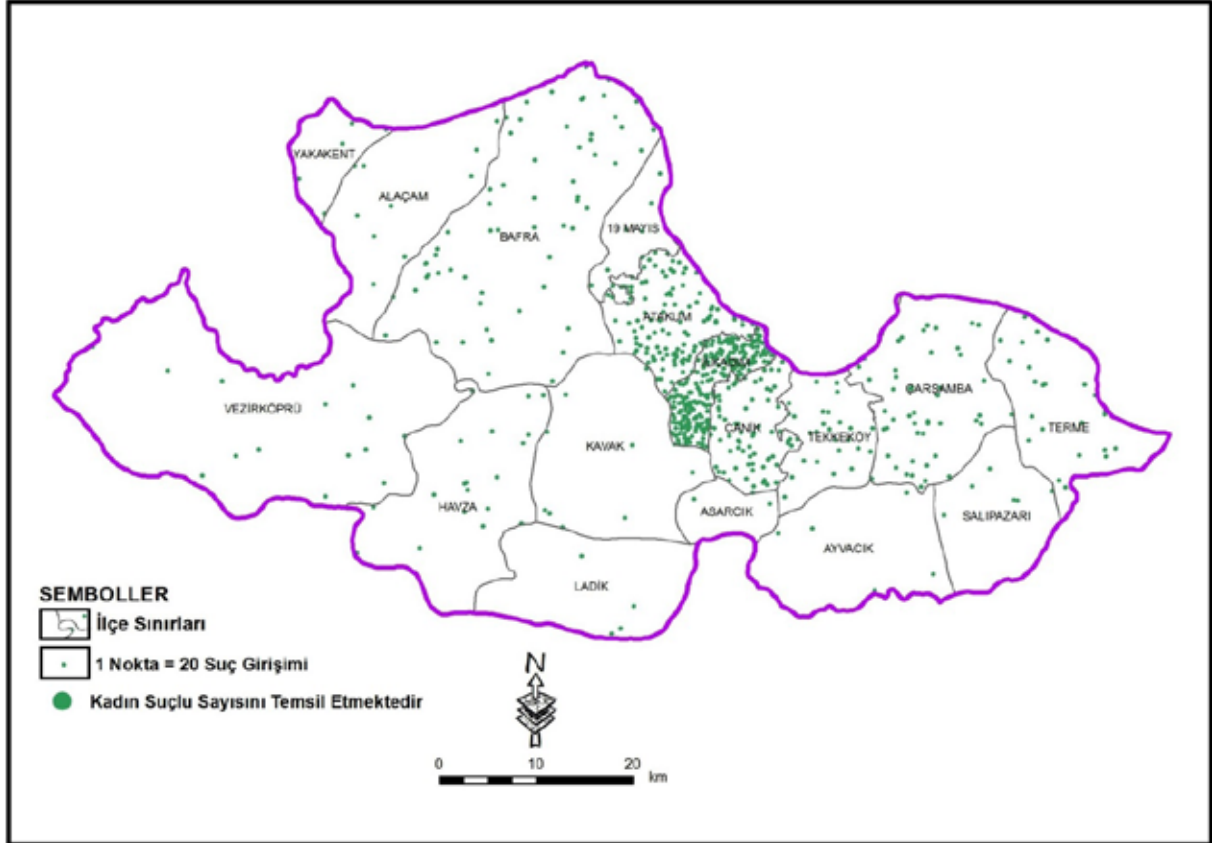 YAKAKENT
ALAÇAM
BAFRA
19 MAYIS
ATAKUM
VEZİRKÖPRÜ
KAVAK
CANİK
TEKKEKÖY
ÇARŞAMBA
TERME
HAVZA
ASARCIK
SALIPAZARI
AYVACIK
LADİK
SEMBOLLER
İlçe Sınırları
1 Nokta = 20 Suç Girişimi
Kadın Suçlu Sayısını Temsil Etmektedir
N
0 10 20
km